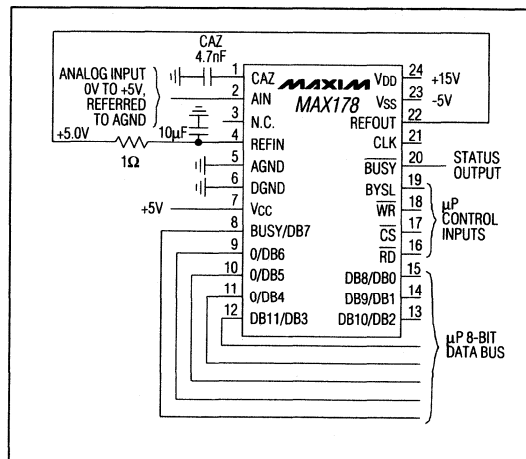 CAZ
4.7nF
ANALOG INPUT
0V TO +5V,
REFERRED
TO AGND
+5.0V
1Ω
10µF
1 CAZ
2 AIN
3 N.C.
4 REFIN
5 AGND
6 DGND
+5V
7 VCC
8 BUSY/DB7
9 0/DB6
10 0/DB5
11 0/DB4
12 DB11/DB3
MAXIM
MAX178
VDD 24 +15V
VSS 23 -5V
REFOUT 22
CLK 21
BUSY 20
STATUS
OUTPUT
BYSL 19
WR 18
CS 17
RD 16
µP
CONTROL
INPUTS
DB8/DB0 15
DB9/DB1 14
DB10/DB2 13
µP 8-BIT
DATA BUS